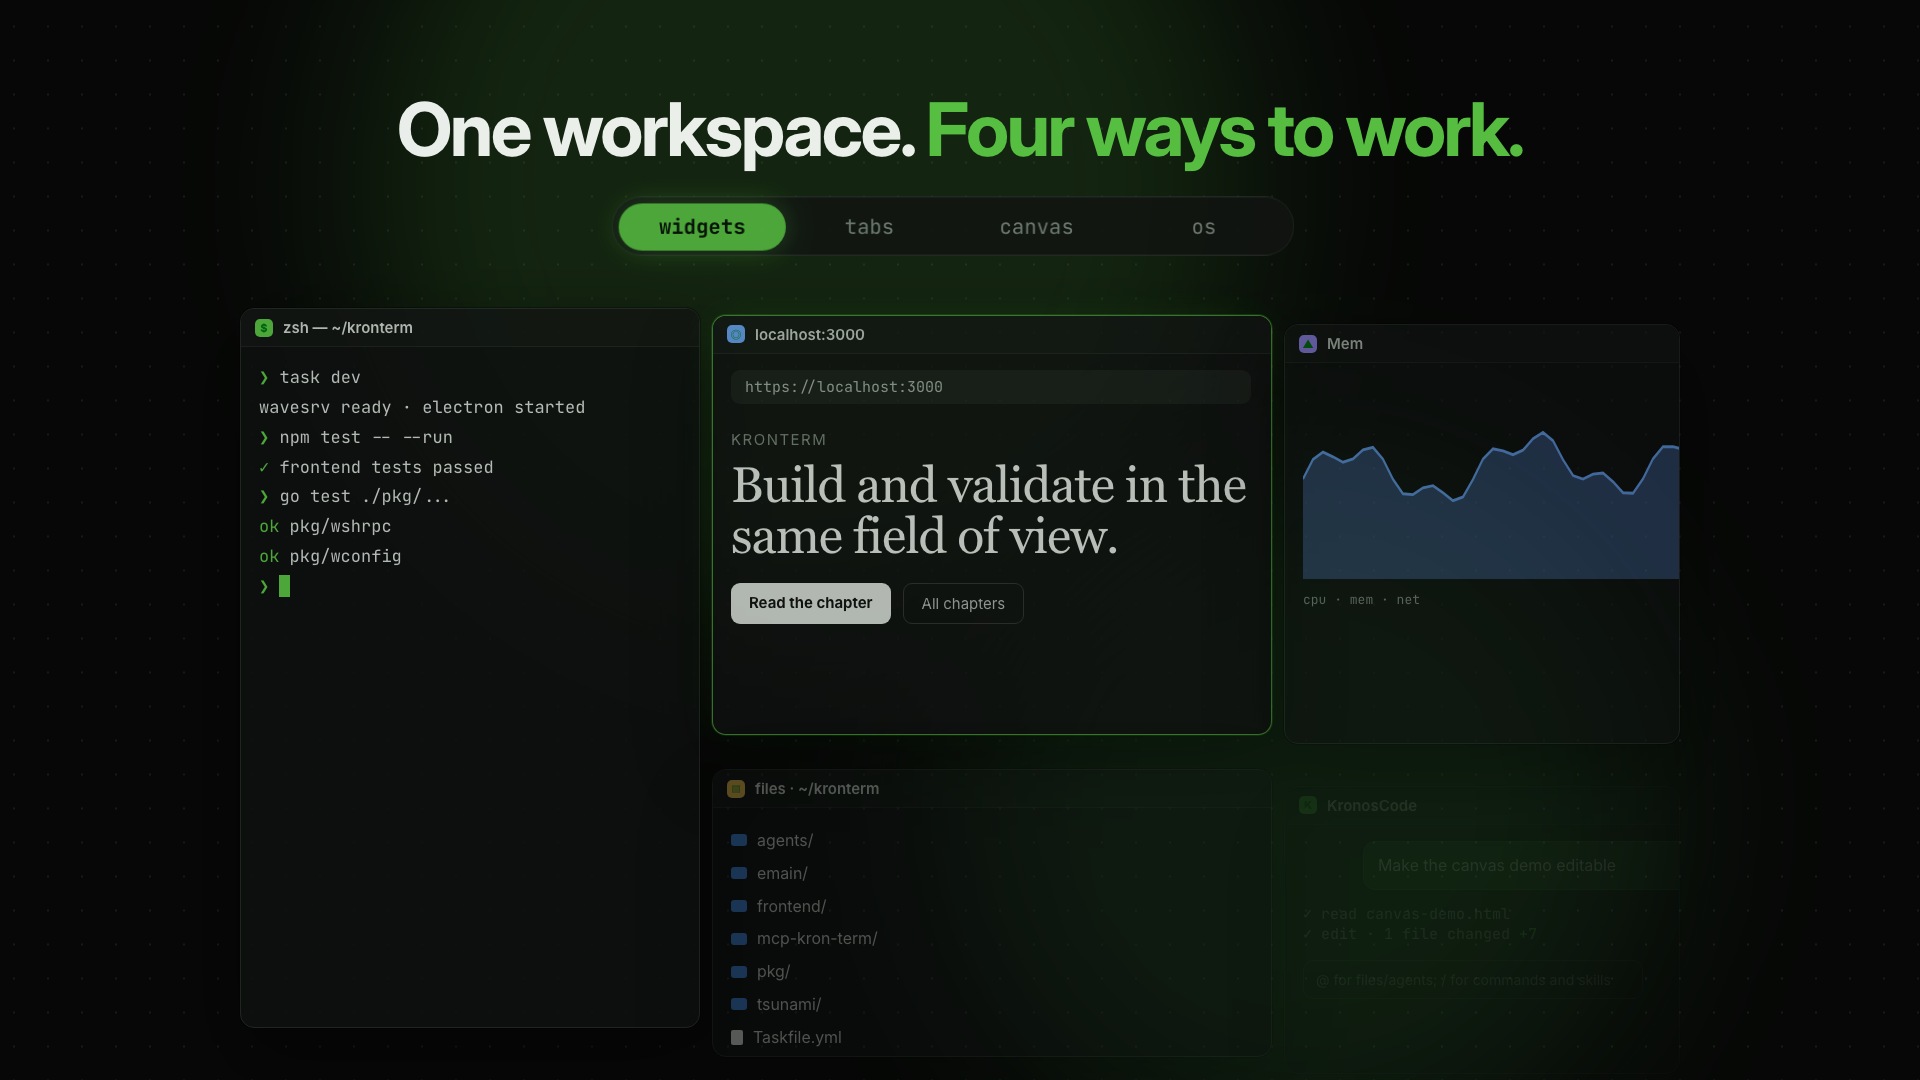 One workspace. Four ways to work.
widgets tabs canvas os
$ zsh — ~/kronterm
❯ task dev
wavesrv ready · electron started
❯ npm test -- --run
✓ frontend tests passed
❯ go test ./pkg/...
ok pkg/wshrpc
ok pkg/wconfig
❯
localhost:3000
https://localhost:3000
KRONTERM
Build and validate in the
same field of view.
Read the chapter
All chapters
Mem
cpu · mem · net
files · ~/kronterm
agents/
emain/
frontend/
mcp-kron-term/
pkg/
tsunami/
Taskfile.yml
KronosCode
Make the canvas demo editable
✓ read canvas-demo.html
✓ edit · 1 file changed +7
@ for files/agents; / for commands and skills